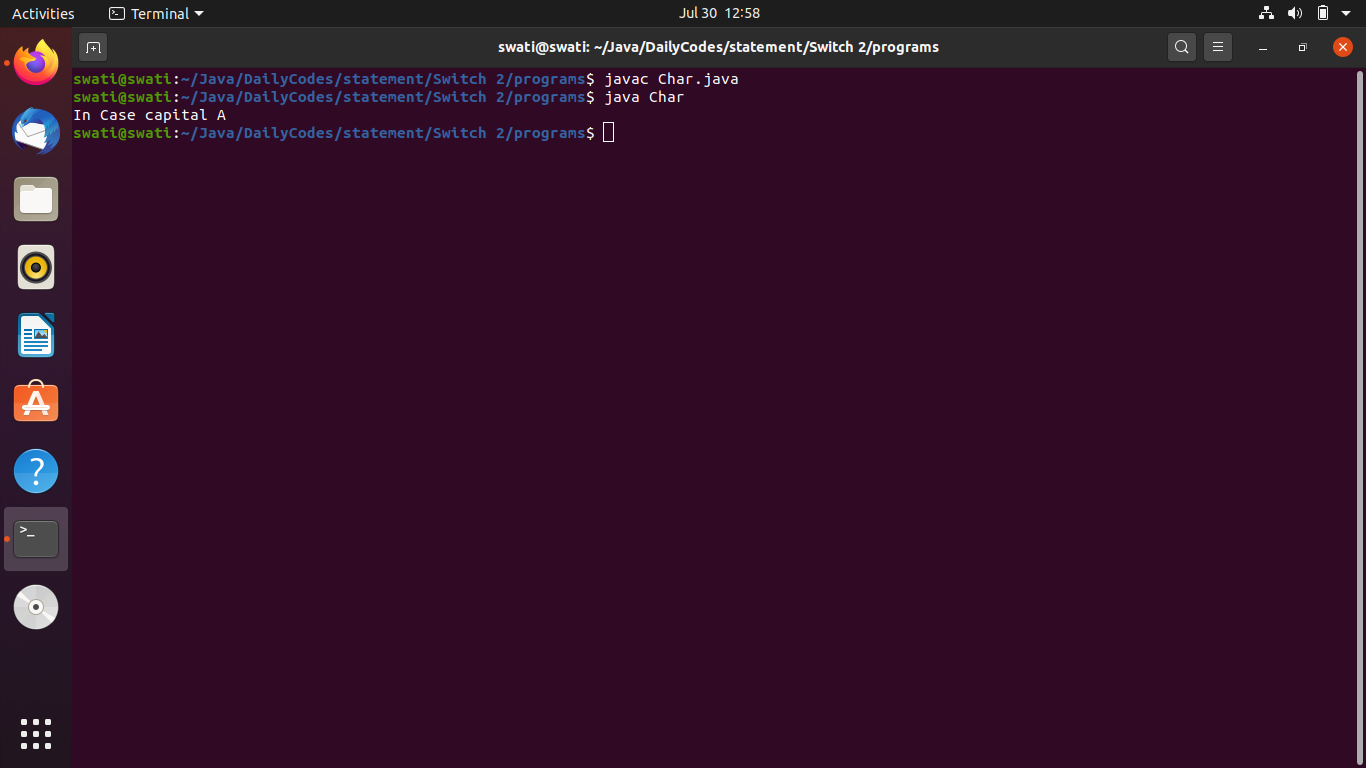 Activities Terminal Jul 30 12:58
swati@swati: ~/Java/DailyCodes/statement/Switch 2/programs
swati@swati:~/Java/DailyCodes/statement/Switch 2/programs$ javac Char.java
swati@swati:~/Java/DailyCodes/statement/Switch 2/programs$ java Char
In Case capital A
swati@swati:~/Java/DailyCodes/statement/Switch 2/programs$